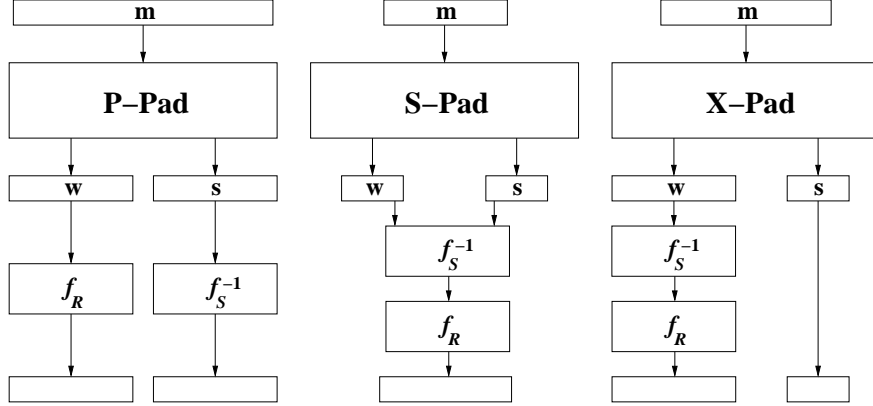 m m m
P–Pad S–Pad X–Pad
w s w s w s
f_S^{-1} f_S^{-1}
f_R f_S^{-1}
f_R f_R